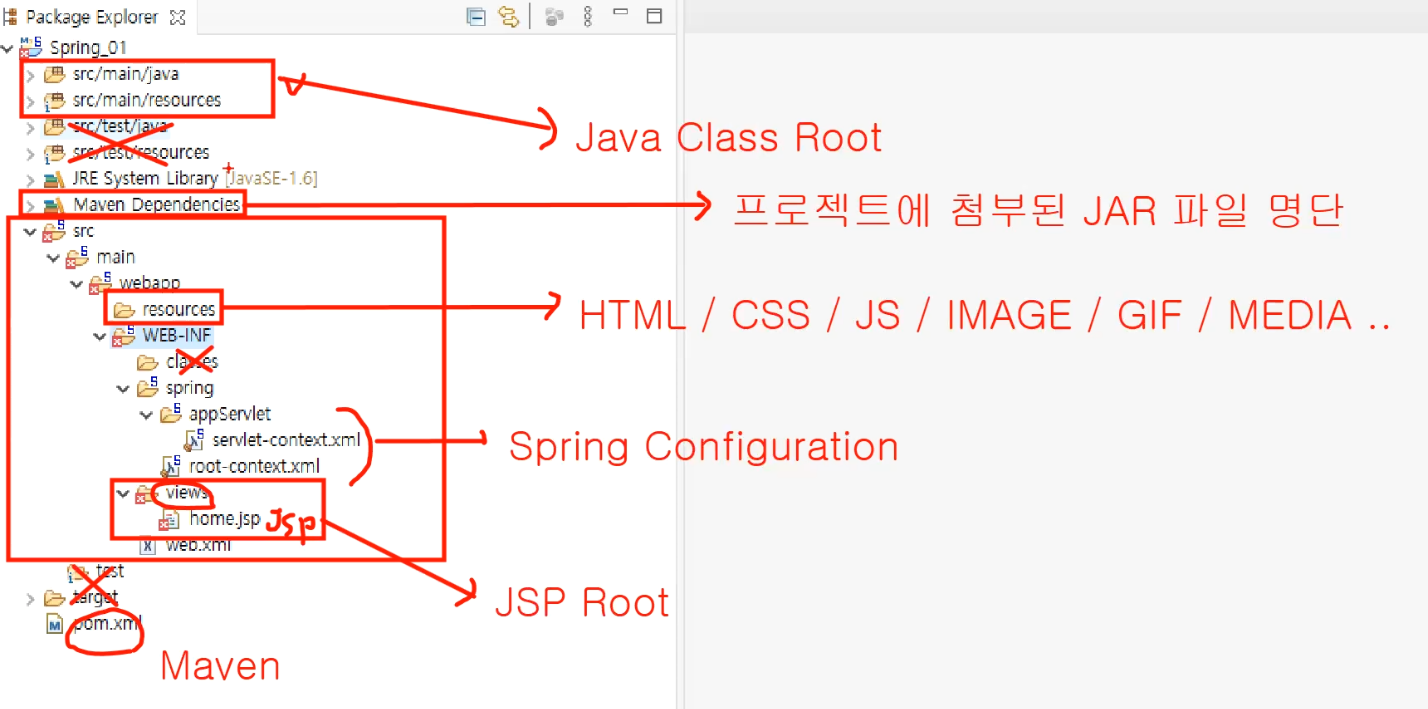 Package Explorer
Spring_01
src/main/java
src/main/resources
src/test/java
src/test/resources
JRE System Library [JavaSE-1.6]
Maven Dependencies
src
main
webapp
resources
WEB-INF
classes
spring
appServlet
servlet-context.xml
root-context.xml
views
home.jsp Jsp
web.xml
test
target
pom.xml
Java Class Root
프로젝트에 첨부된 JAR 파일 명단
HTML / CSS / JS / IMAGE / GIF / MEDIA ..
Spring Configuration
JSP Root
Maven